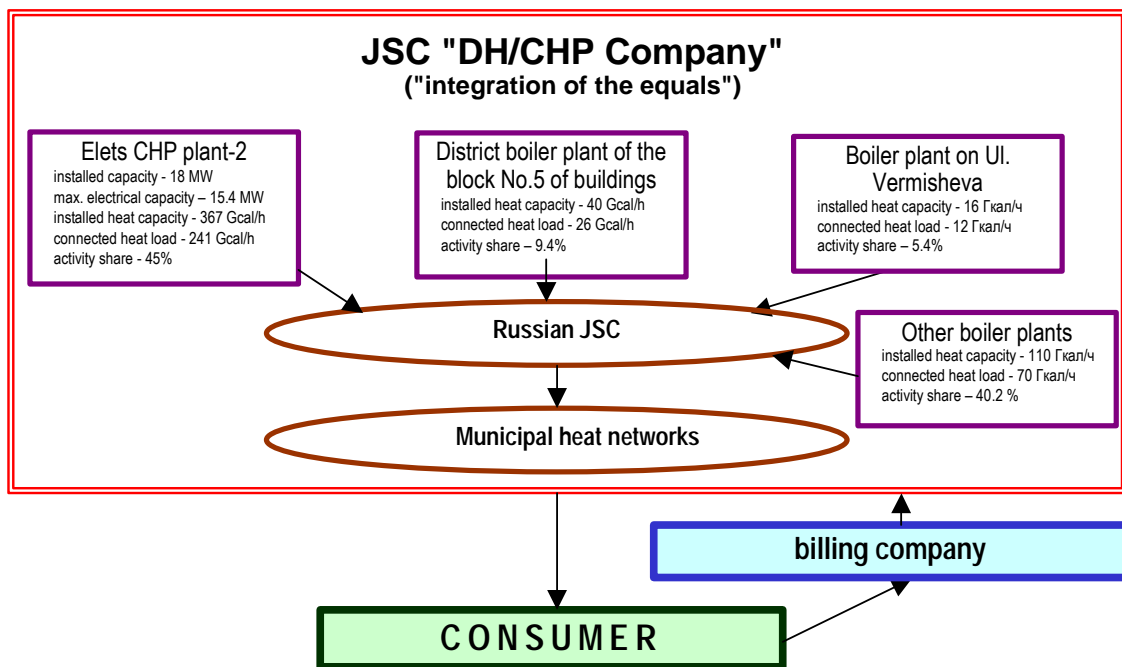 JSC "DH/CHP Company"
("integration of the equals")
Elets CHP plant-2
installed capacity - 18 MW
max. electrical capacity – 15.4 MW
installed heat capacity - 367 Gcal/h
connected heat load - 241 Gcal/h
activity share - 45%
District boiler plant of the
block No.5 of buildings
installed heat capacity - 40 Gcal/h
connected heat load - 26 Gcal/h
activity share – 9.4%
Boiler plant on Ul.
Vermisheva
installed heat capacity - 16 Гкал/ч
connected heat load - 12 Гкал/ч
activity share – 5.4%
Russian JSC
Other boiler plants
installed heat capacity - 110 Гкал/ч
connected heat load - 70 Гкал/ч
activity share – 40.2 %
Municipal heat networks
billing company
CONSUMER